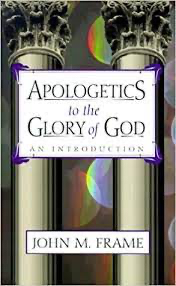 APOLOGETICS
to the
GLORY of GOD
AN INTRODUCTION
JOHN M. FRAME